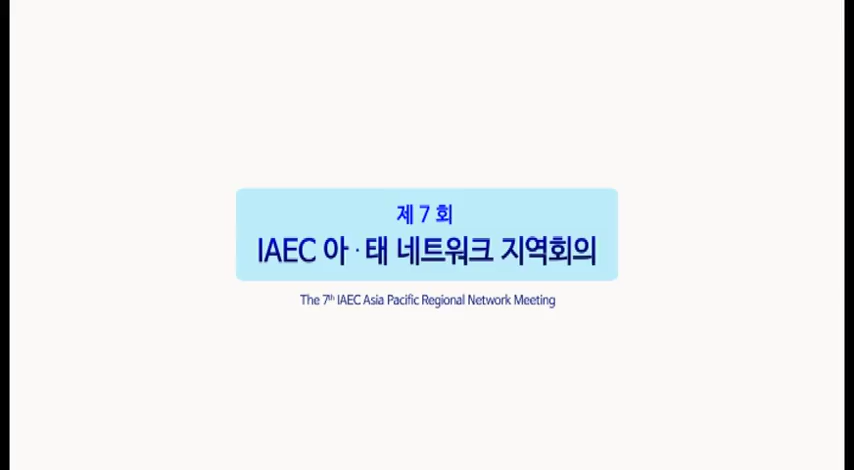 제 7 회
IAEC 아 · 태 네트워크 지역회의
The 7th IAEC Asia Pacific Regional Network Meeting